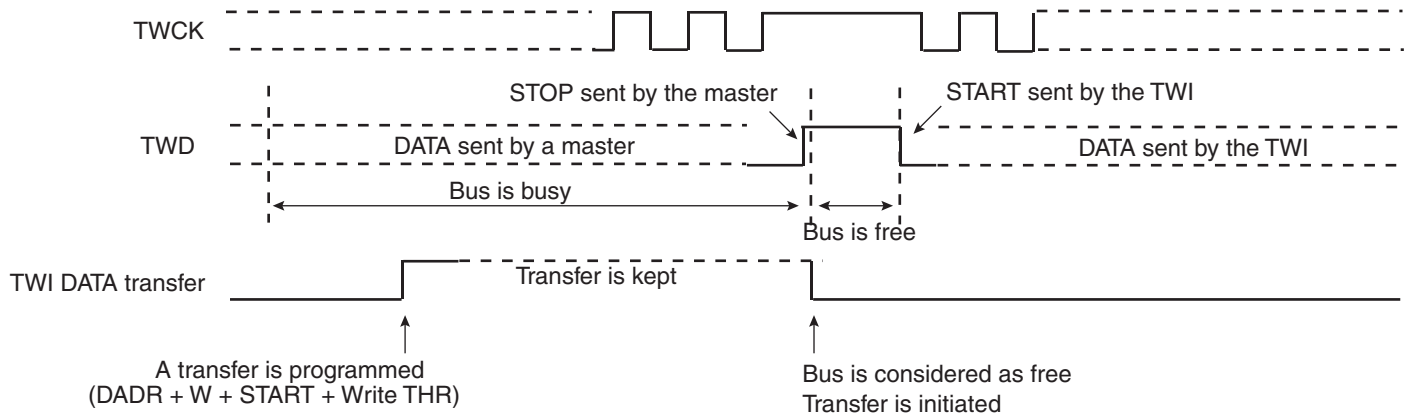 TWCK
STOP sent by the master
START sent by the TWI
TWD
DATA sent by a master
DATA sent by the TWI
Bus is busy
Bus is free
TWI DATA transfer
Transfer is kept
A transfer is programmed
(DADR + W + START + Write THR)
Bus is considered as free
Transfer is initiated